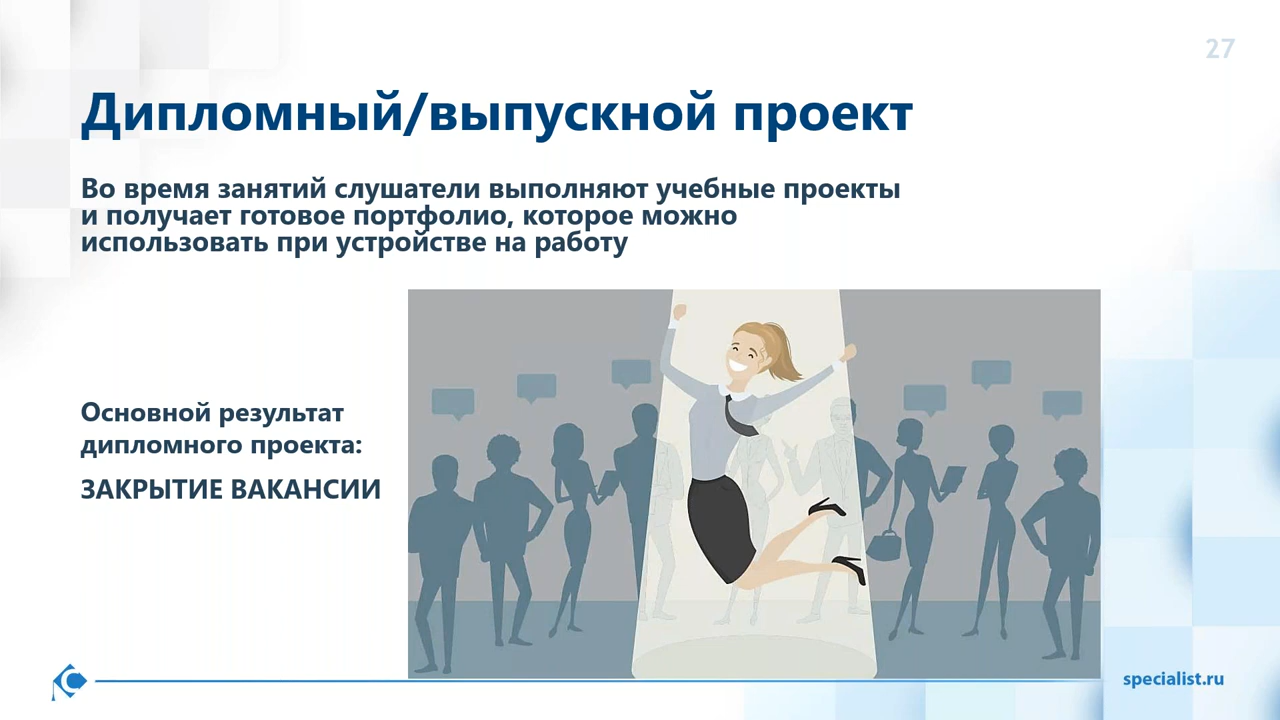 27
Дипломный/выпускной проект
Во время занятий слушатели выполняют учебные проекты
и получает готовое портфолио, которое можно
использовать при устройстве на работу
Основной результат
дипломного проекта:
ЗАКРЫТИЕ ВАКАНСИИ
specialist.ru